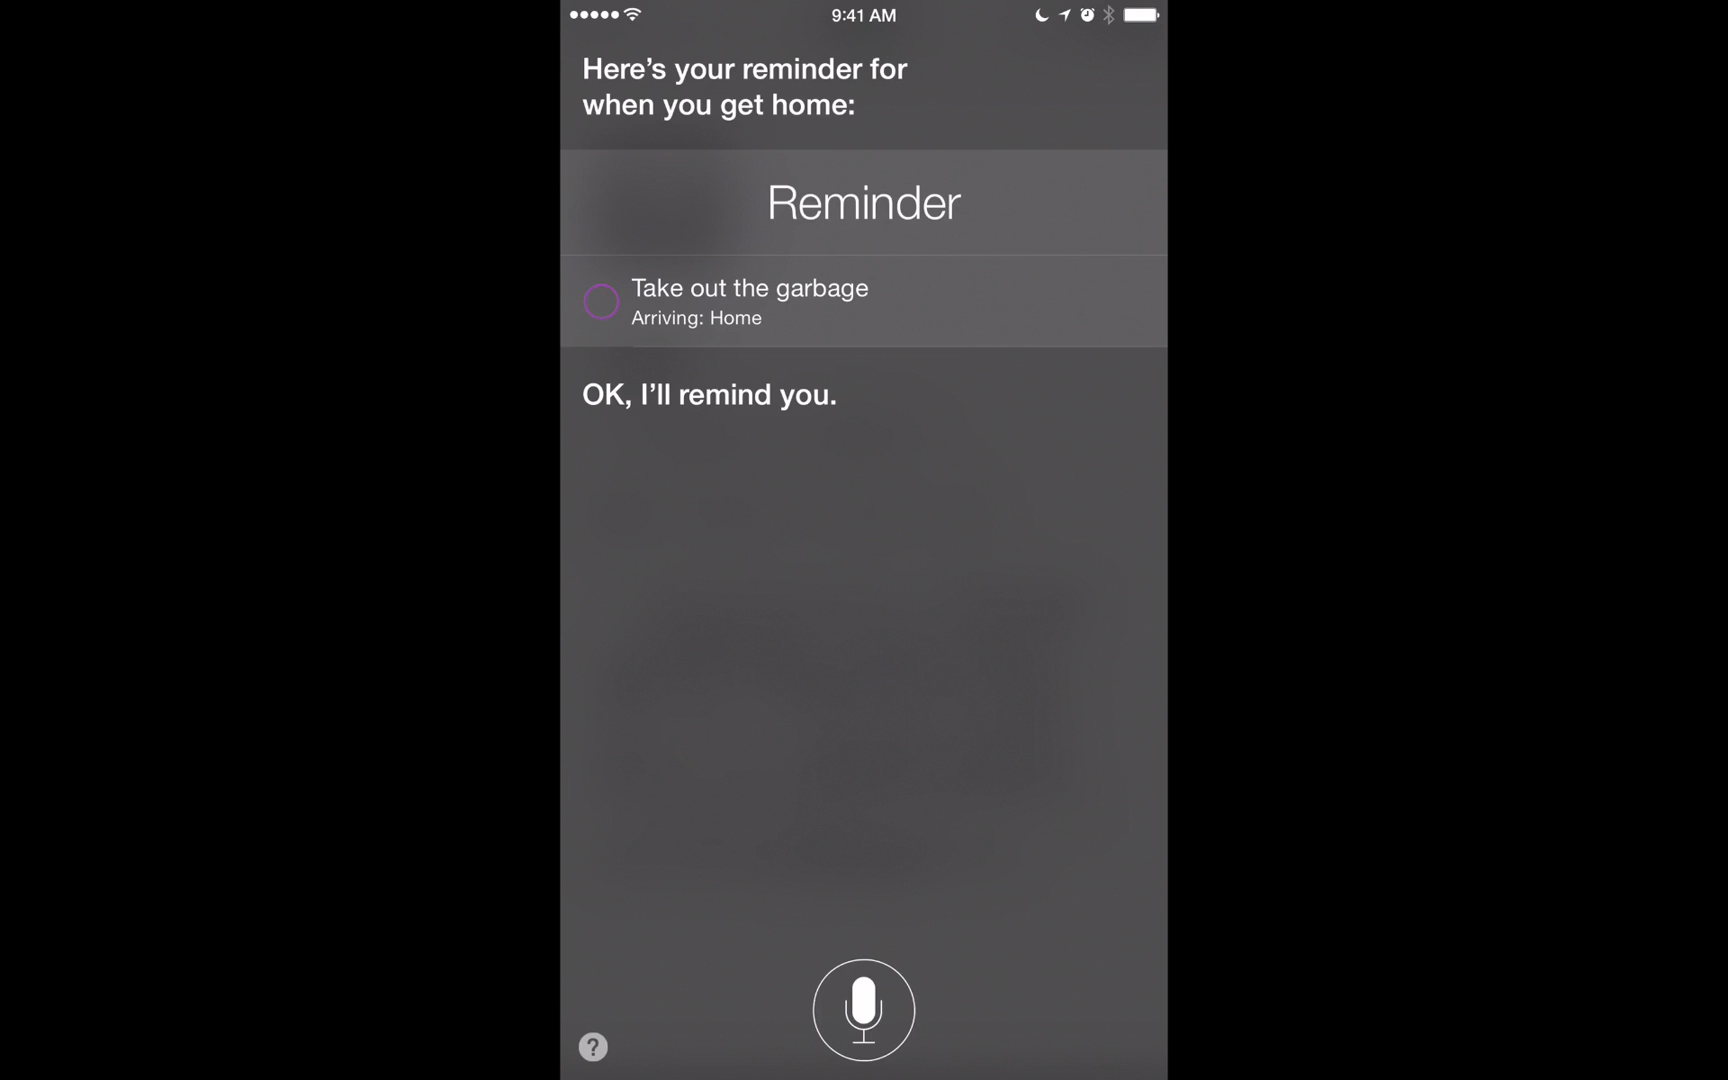 9:41 AM
Here’s your reminder for
when you get home:
Reminder
Take out the garbage
Arriving: Home
OK, I’ll remind you.
?